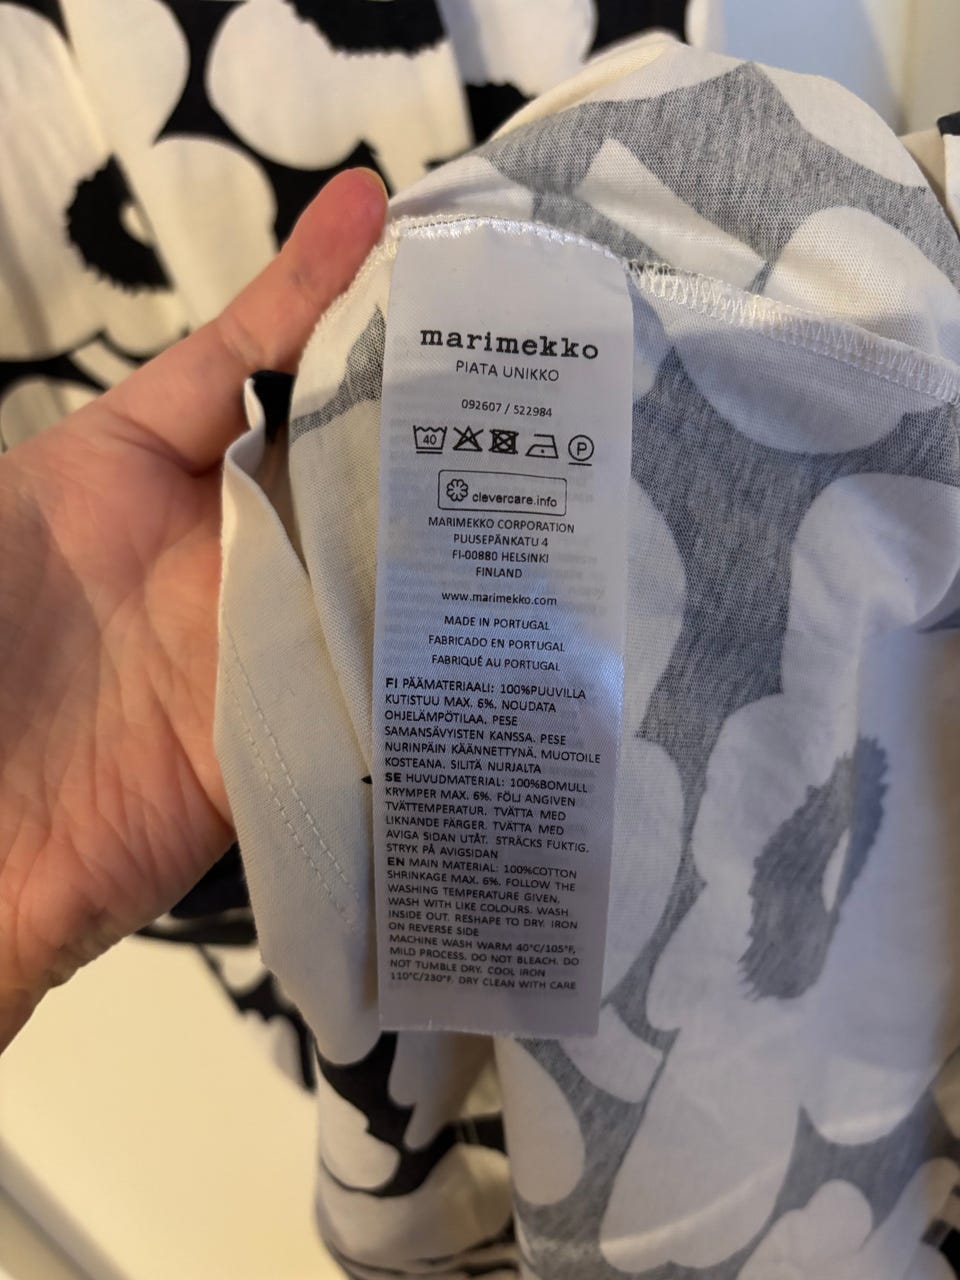 marimekko
PIATA UNIKKO
092607 / 522984
40
P
clevercare.info
MARIMEKKO CORPORATION
PUUSEPÄNKATU 4
FI-00880 HELSINKI
FINLAND
www.marimekko.com
MADE IN PORTUGAL
FABRICADO EN PORTUGAL
FABRIQUÉ AU PORTUGAL
FI PÄÄMATERIAALI: 100%PUUVILLA
KUTISTUU MAX. 6%. NOUDATA
OHJELÄMPÖTILAA. PESE
SAMANSÄVYISTEN KANSSA. PESE
NURINPÄIN KÄÄNNETTYNÄ. MUOTOILE
KOSTEANA. SILITÄ NURJALTA
SE HUVUDMATERIAL: 100%BOMULL
KRYMPER MAX. 6%. FÖLJ ANGIVEN
TVÄTTEMPERATUR. TVÄTTA MED
LIKNANDE FÄRGER. TVÄTTA MED
AVIGA SIDAN UTÅT. STRÄCKS FUKTIG.
STRYK PÅ AVIGSIDAN
EN MAIN MATERIAL: 100%COTTON
SHRINKAGE MAX. 6%. FOLLOW THE
WASHING TEMPERATURE GIVEN.
WASH WITH LIKE COLOURS. WASH
INSIDE OUT. RESHAPE TO DRY. IRON
ON REVERSE SIDE
MACHINE WASH WARM 40°C/105°F,
MILD PROCESS. DO NOT BLEACH. DO
NOT TUMBLE DRY. COOL IRON
110°C/230°F. DRY CLEAN WITH CARE